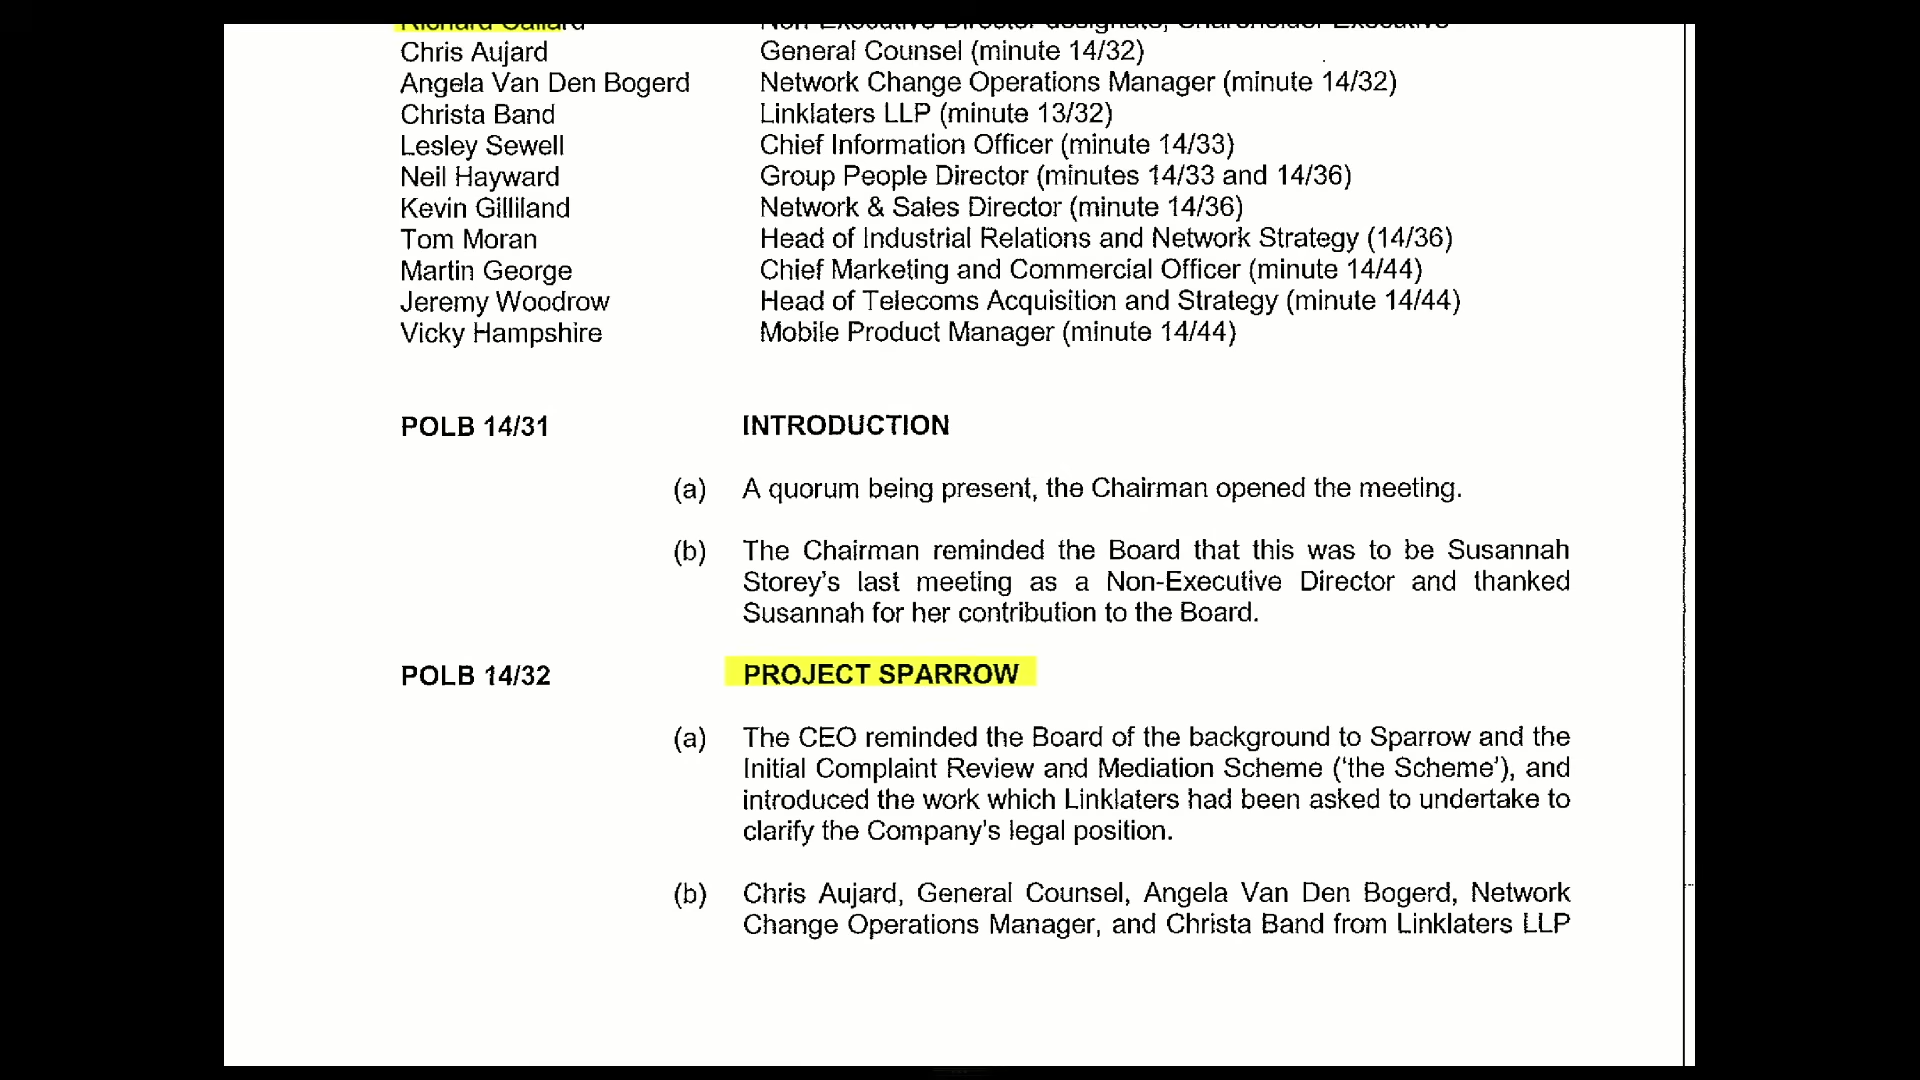 Richard Callard Non-Executive Director designate, Shareholder Executive
Chris Aujard General Counsel (minute 14/32)
Angela Van Den Bogerd Network Change Operations Manager (minute 14/32)
Christa Band Linklaters LLP (minute 13/32)
Lesley Sewell Chief Information Officer (minute 14/33)
Neil Hayward Group People Director (minutes 14/33 and 14/36)
Kevin Gilliland Network & Sales Director (minute 14/36)
Tom Moran Head of Industrial Relations and Network Strategy (14/36)
Martin George Chief Marketing and Commercial Officer (minute 14/44)
Jeremy Woodrow Head of Telecoms Acquisition and Strategy (minute 14/44)
Vicky Hampshire Mobile Product Manager (minute 14/44)
POLB 14/31 INTRODUCTION
(a) A quorum being present, the Chairman opened the meeting.
(b) The Chairman reminded the Board that this was to be Susannah
Storey's last meeting as a Non-Executive Director and thanked
Susannah for her contribution to the Board.
POLB 14/32 PROJECT SPARROW
(a) The CEO reminded the Board of the background to Sparrow and the
Initial Complaint Review and Mediation Scheme ('the Scheme'), and
introduced the work which Linklaters had been asked to undertake to
clarify the Company's legal position.
(b) Chris Aujard, General Counsel, Angela Van Den Bogerd, Network
Change Operations Manager, and Christa Band from Linklaters LLP